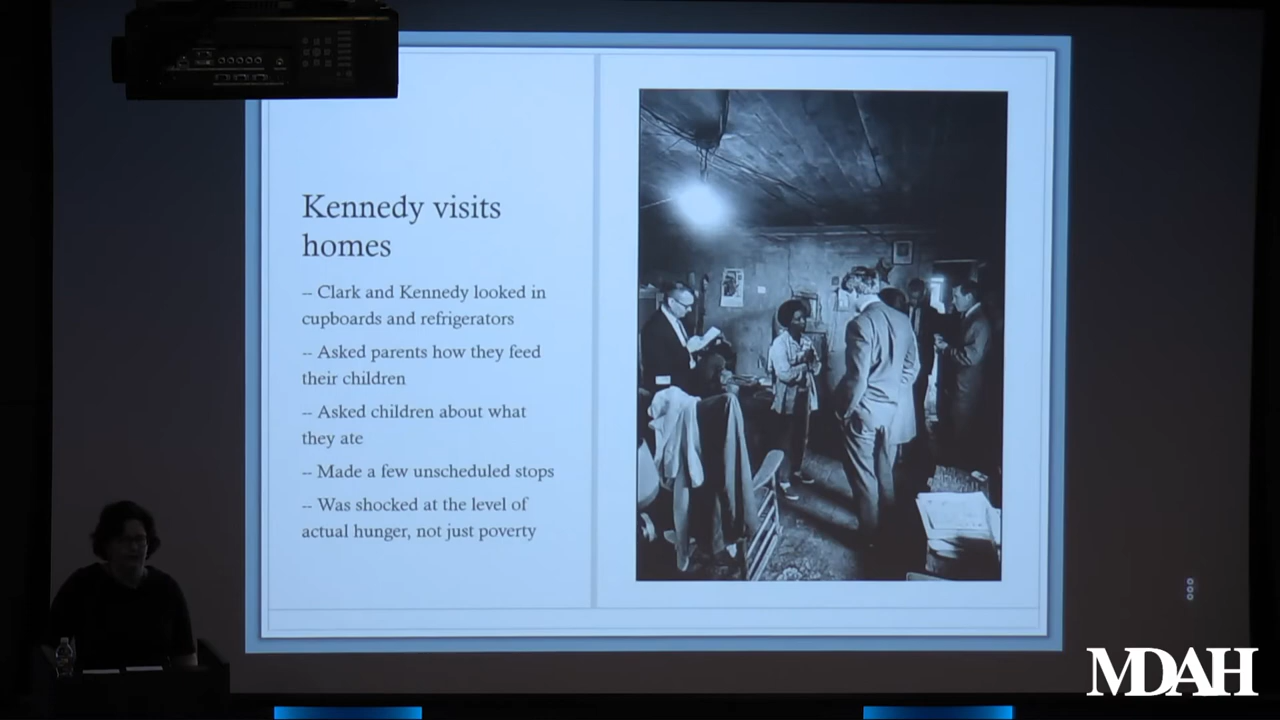 Kennedy visits
homes
-- Clark and Kennedy looked in
cupboards and refrigerators
-- Asked parents how they feed
their children
-- Asked children about what
they ate
-- Made a few unscheduled stops
-- Was shocked at the level of
actual hunger, not just poverty
MDAH